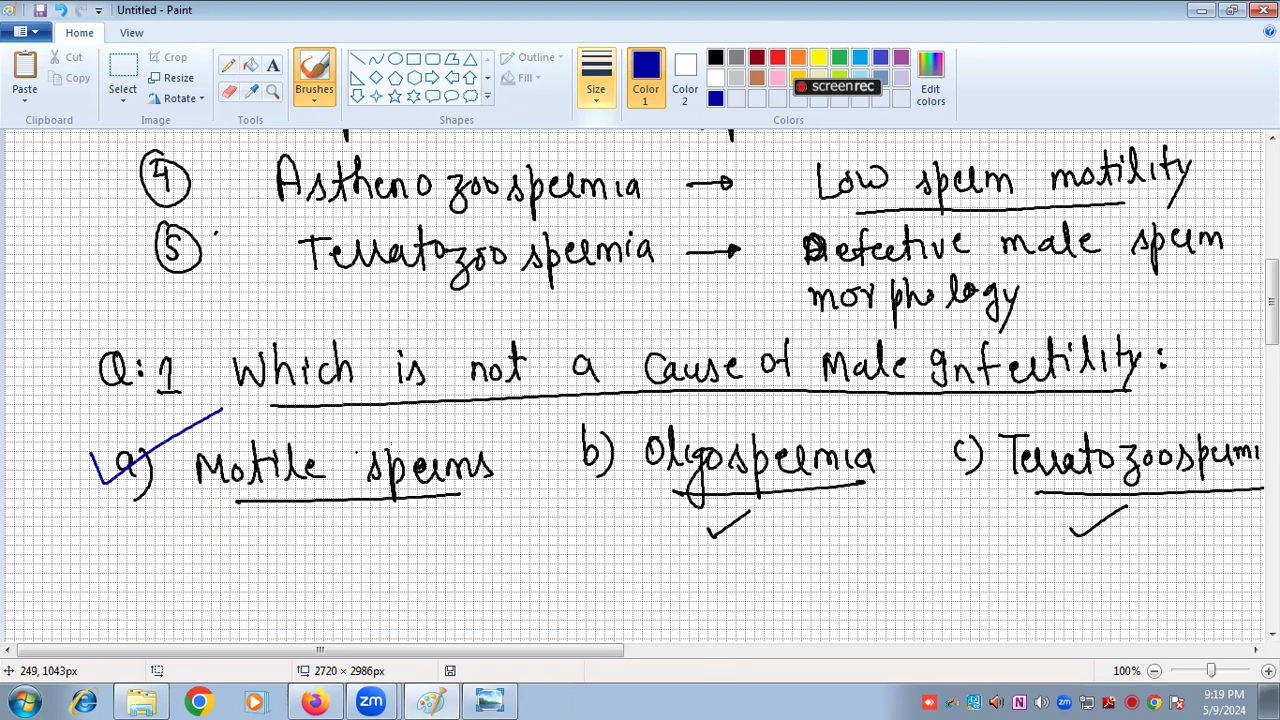 Untitled - Paint
Home View
Paste
Cut
Copy
Clipboard
Select
Crop
Resize
Rotate
Image
Tools
Brushes
Outline
Fill
Shapes
Size
Color 1
Color 2
Edit colors
Colors
screenrec
4 Asthenozoospermia → Low sperm motility
5 Terratozoospermia → Defective male sperm
morphology
Q:1 Which is not a cause of Male Infertility:
a) Motile sperms b) Oligospermia c) Terratozoospermi
249, 1043px
2720 × 2986px
100%
zm
9:19 PM
5/9/2024